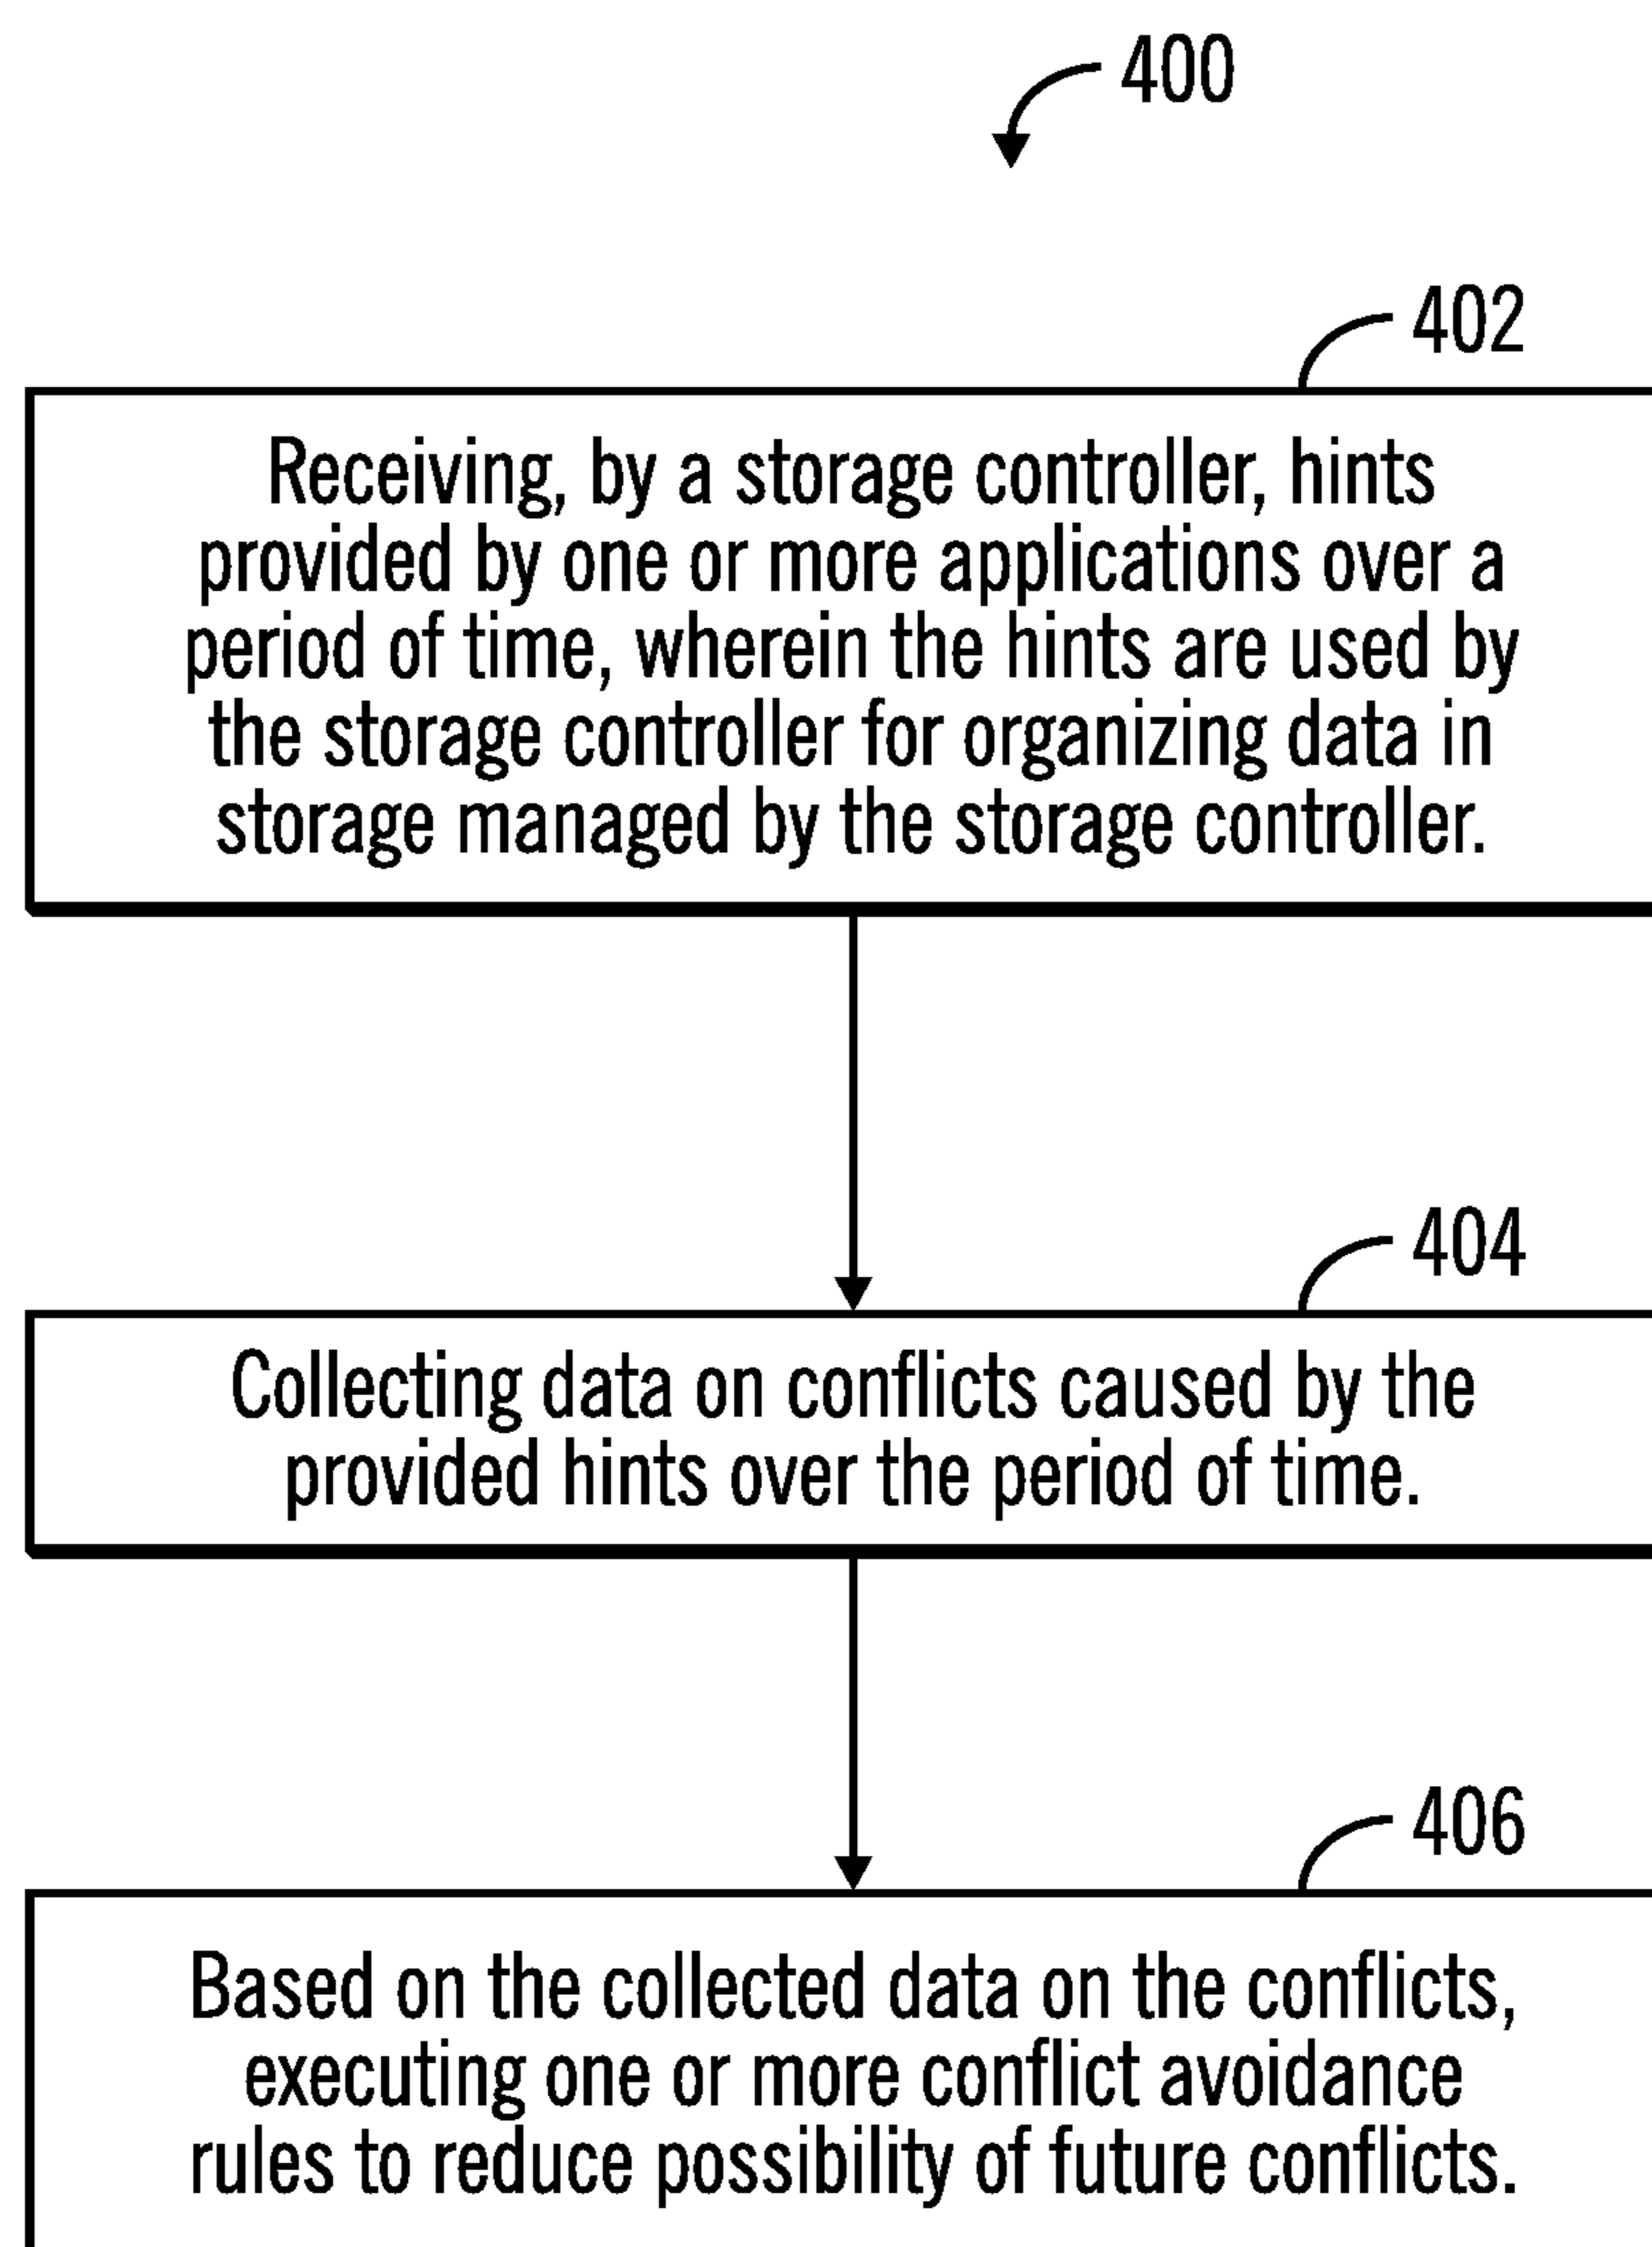 400
402
Receiving, by a storage controller, hints
provided by one or more applications over a
period of time, wherein the hints are used by
the storage controller for organizing data in
storage managed by the storage controller.
404
Collecting data on conflicts caused by the
provided hints over the period of time.
406
Based on the collected data on the conflicts,
executing one or more conflict avoidance
rules to reduce possibility of future conflicts.